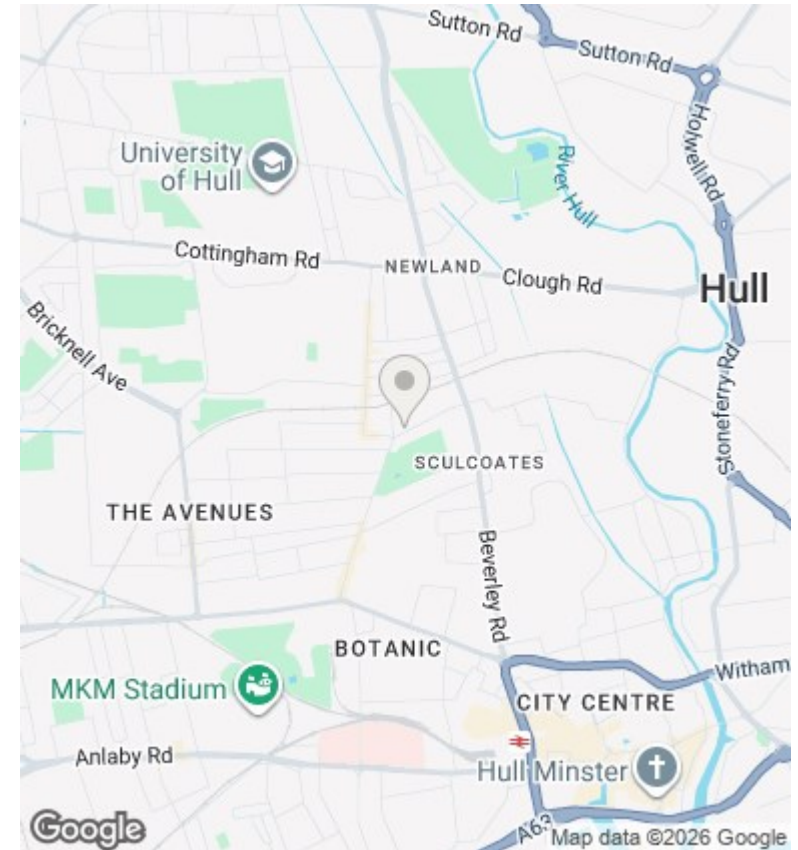 Sutton Rd
Sutton Rd
Holwell Rd
University
of Hull
River Hull
Cottingham Rd
NEWLAND
Clough Rd
Hull
Bricknell Ave
Stoneferry Rd
SCULCOATES
THE AVENUES
Beverley Rd
BOTANIC
Witham
MKM Stadium
CITY CENTRE
Anlaby Rd
Hull Minster
A63
Google
Map data ©2026 Google